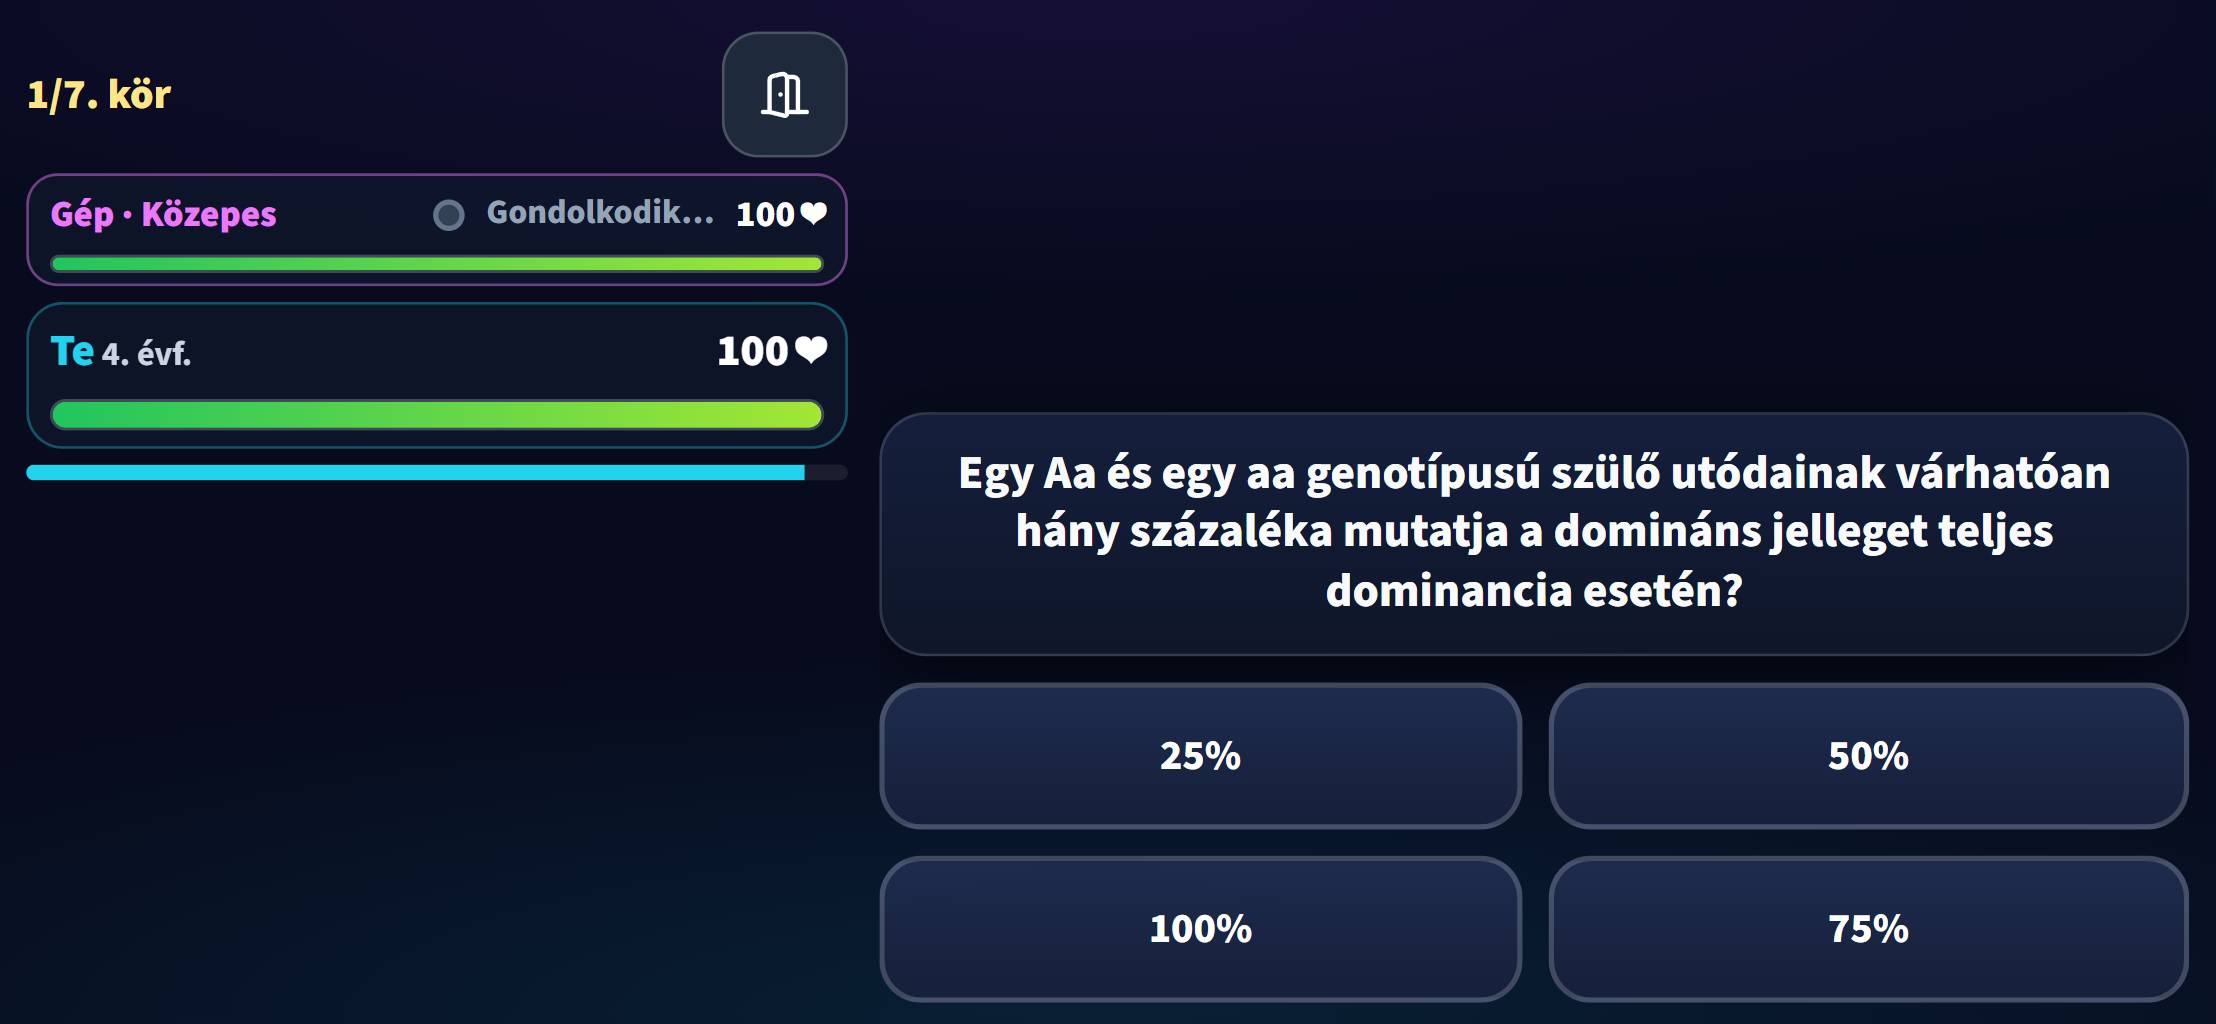 1/7. kör
Gép · Közepes Gondolkodik... 100
Te 4. évf. 100
Egy Aa és egy aa genotípusú szülő utódainak várhatóan
hány százaléka mutatja a domináns jelleget teljes
dominancia esetén?
25%
50%
100%
75%